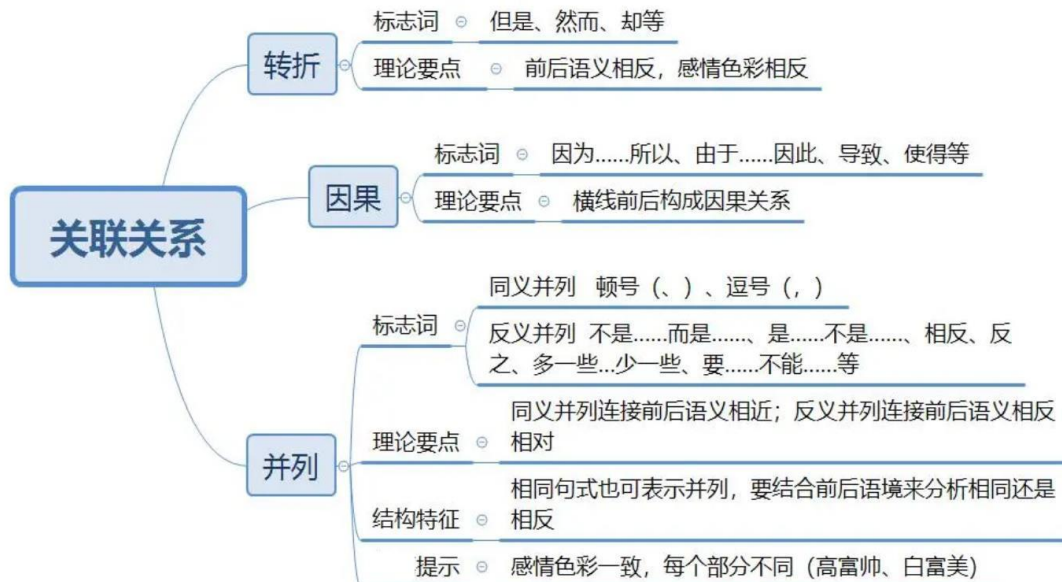 关联关系
转折
标志词 但是、然而、却等
理论要点 前后语义相反，感情色彩相反
因果
标志词 因为......所以、由于......因此、导致、使得等
理论要点 横线前后构成因果关系
并列
标志词
同义并列 顿号（、）、逗号（，）
反义并列 不是......而是......、是......不是......、相反、反
之、多一些...少一些、要......不能......等
理论要点
同义并列连接前后语义相近；反义并列连接前后语义相反
相对
结构特征
相同句式也可表示并列，要结合前后语境来分析相同还是
相反
提示 感情色彩一致，每个部分不同（高富帅、白富美）